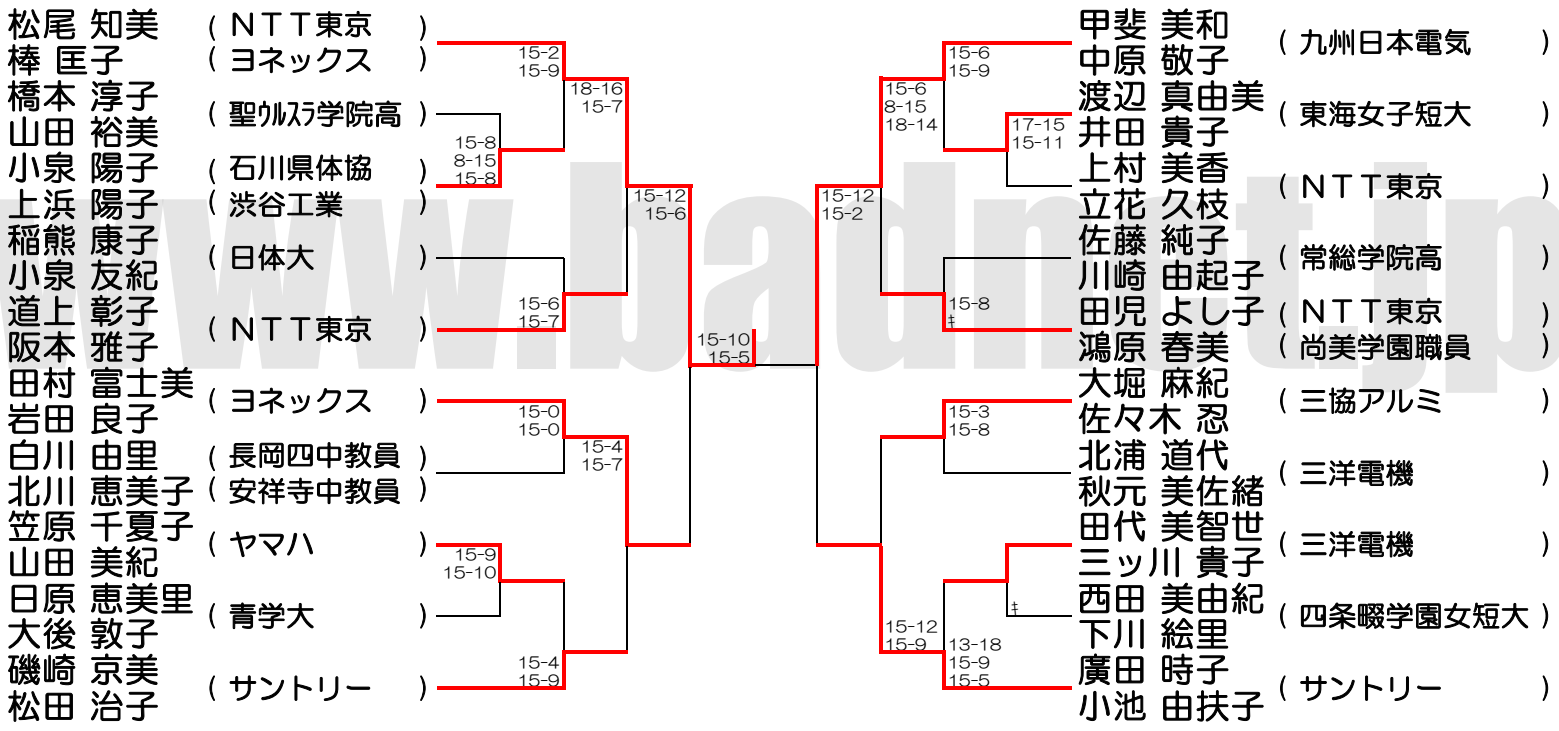 松尾 知美 ( NTT東京 )
棒 匡子 ( ヨネックス )
橋本 淳子
山田 裕美
( 聖ウルスラ学院高 )
小泉 陽子 ( 石川県体協 )
上浜 陽子 ( 渋谷工業 )
稲熊 康子
小泉 友紀
( 日体大 )
道上 彰子
阪本 雅子
( NTT東京 )
田村 富士美
岩田 良子
( ヨネックス )
白川 由里 ( 長岡四中教員 )
北川 恵美子 ( 安祥寺中教員 )
笠原 千夏子
山田 美紀
( ヤマハ )
日原 恵美里
大後 敦子
( 青学大 )
磯崎 京美
松田 治子
( サントリー )
15-2
15-9
15-8
8-15
15-8
18-16
15-7
15-6
15-7
15-12
15-6
15-0
15-0
15-4
15-7
15-9
15-10
15-4
15-9
15-10
15-5
15-12
15-2
15-6
8-15
18-14
15-6
15-9
17-15
15-11
15-8
キ
15-3
15-8
15-12
15-9
キ
13-18
15-9
15-5
甲斐 美和
中原 敬子
( 九州日本電気 )
渡辺 真由美
井田 貴子
( 東海女子短大 )
上村 美香
立花 久枝
( NTT東京 )
佐藤 純子
川崎 由起子
( 常総学院高 )
田児 よし子 ( NTT東京 )
鴻原 春美 ( 尚美学園職員 )
大堀 麻紀
佐々木 忍
( 三協アルミ )
北浦 道代
秋元 美佐緒
( 三洋電機 )
田代 美智世
三ッ川 貴子
( 三洋電機 )
西田 美由紀
下川 絵里
( 四条畷学園女短大 )
廣田 時子
小池 由扶子
( サントリー )
www.badnet.jp